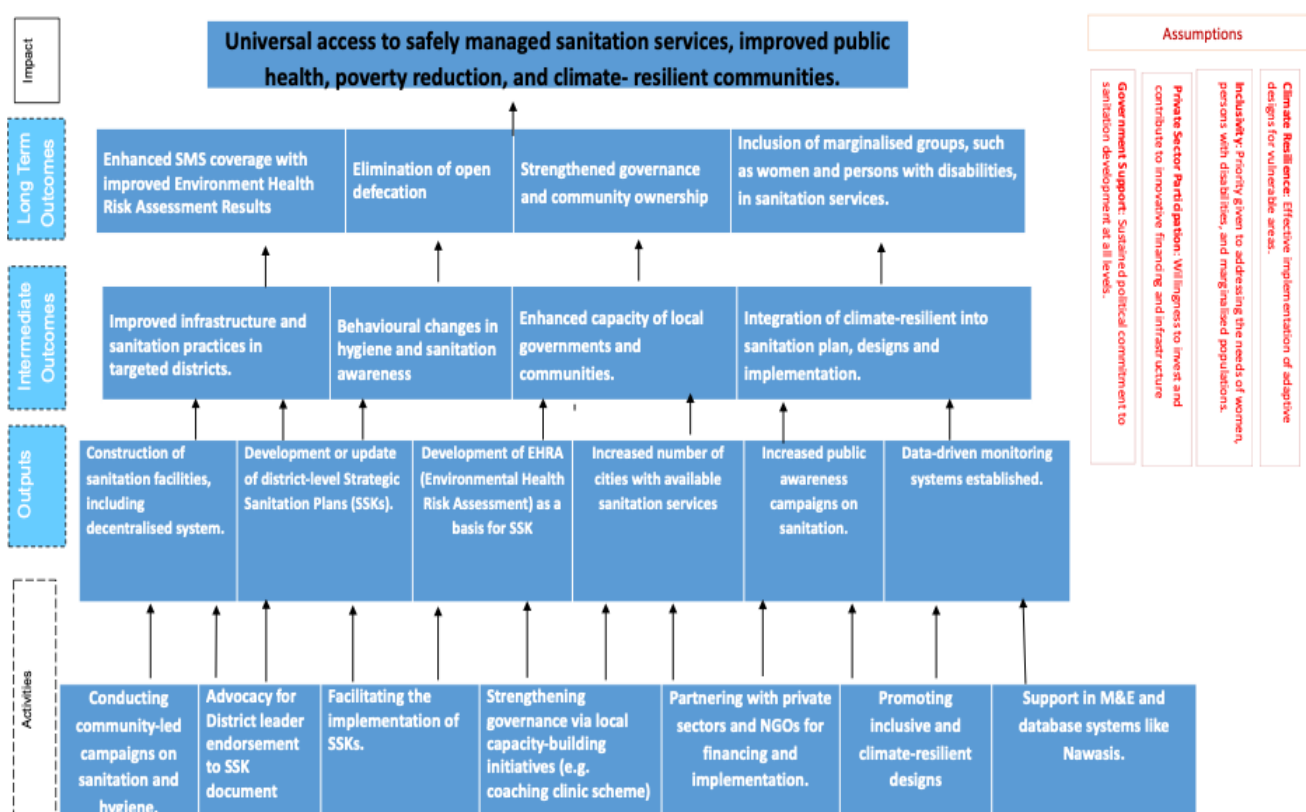 Impact
Universal access to safely managed sanitation services, improved public
health, poverty reduction, and climate- resilient communities.
Long Term
Outcomes
Enhanced SMS coverage with
improved Environment Health
Risk Assessment Results
Elimination of open
defecation
Strengthened governance
and community ownership
Inclusion of marginalised groups, such
as women and persons with disabilities,
in sanitation services.
Intermediate
Outcomes
Improved infrastructure and
sanitation practices in
targeted districts.
Behavioural changes in
hygiene and sanitation
awareness
Enhanced capacity of local
governments and
communities.
Integration of climate-resilient into
sanitation plan, designs and
implementation.
Outputs
Construction of
sanitation facilities,
including
decentralised system.
Development or update
of district-level Strategic
Sanitation Plans (SSKs).
Development of EHRA
(Environmental Health
Risk Assessment) as a
basis for SSK
Increased number of
cities with available
sanitation services
Increased public
awareness
campaigns on
sanitation.
Data-driven monitoring
systems established.
Activities
Conducting
community-led
campaigns on
sanitation and
hygiene.
Advocacy for
District leader
endorsement
to SSK
document
Facilitating the
implementation of
SSKs.
Strengthening
governance via local
capacity-building
initiatives (e.g.
coaching clinic scheme)
Partnering with private
sectors and NGOs for
financing and
implementation.
Promoting
inclusive and
climate-resilient
designs
Support in M&E and
database systems like
Nawasis.
Assumptions
Climate Resilience: Effective implementation of adaptive
designs for vulnerable areas.
Inclusivity: Priority given to addressing the needs of women,
persons with disabilities, and marginalised populations.
Private Sector Participation: Willingness to invest and
contribute to innovative financing and infrastructure
Government Support: Sustained political commitment to
sanitation development at all levels.